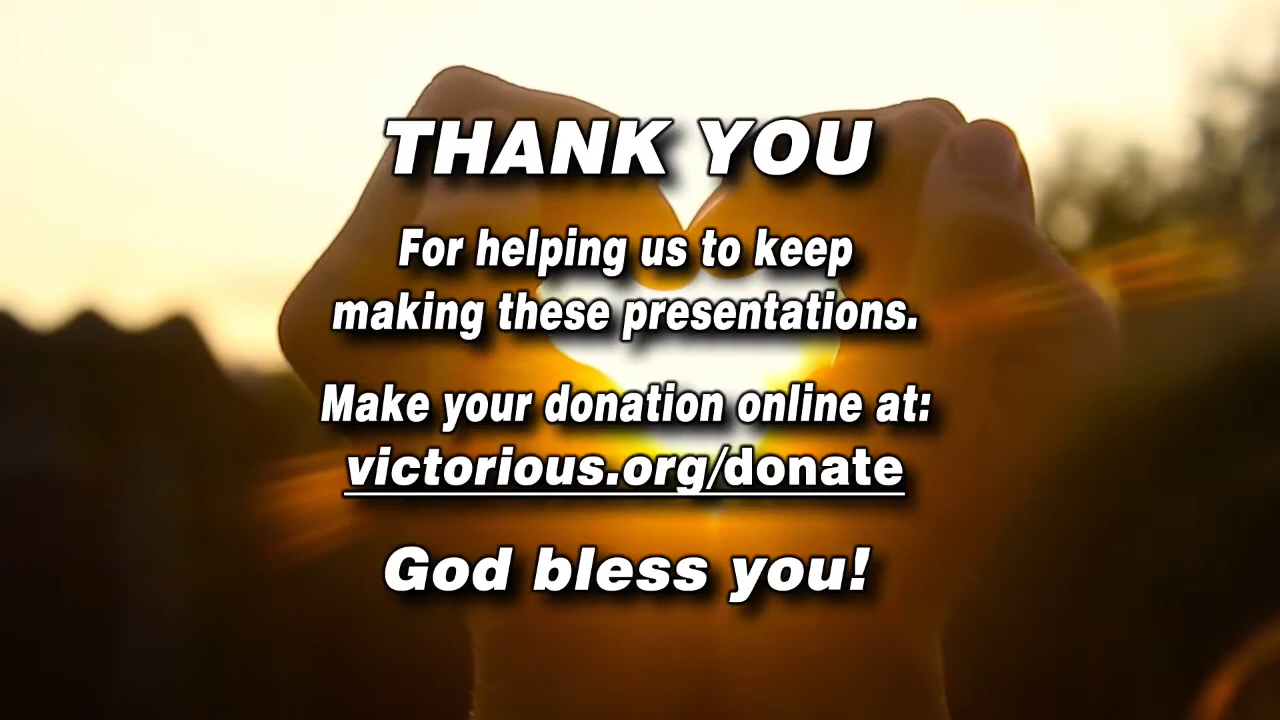 THANK YOU
For helping us to keep
making these presentations.
Make your donation online at:
victorious.org/donate
God bless you!